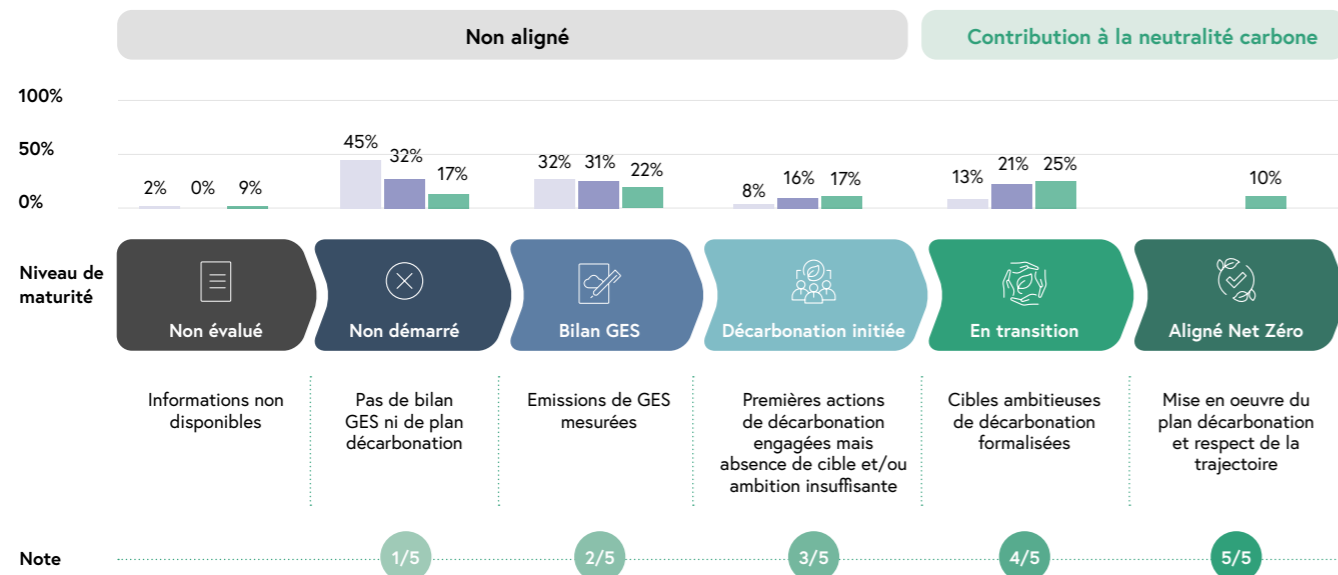 Non aligné
Contribution à la neutralité carbone
100%
50%
0%
2% 0% 9%
45% 32% 17%
32% 31% 22%
8% 16% 17%
13% 21% 25%
10%
Niveau de
maturité
Non évalué
Non démarré
Bilan GES
Décarbonation initiée
En transition
Aligné Net Zéro
Informations non
disponibles
Pas de bilan
GES ni de plan
décarbonation
Emissions de GES
mesurées
Premières actions
de décarbonation
engagées mais
absence de cible et/ou
ambition insuffisante
Cibles ambitieuses
de décarbonation
formalisées
Mise en oeuvre du
plan décarbonation
et respect de la
trajectoire
Note
1/5
2/5
3/5
4/5
5/5